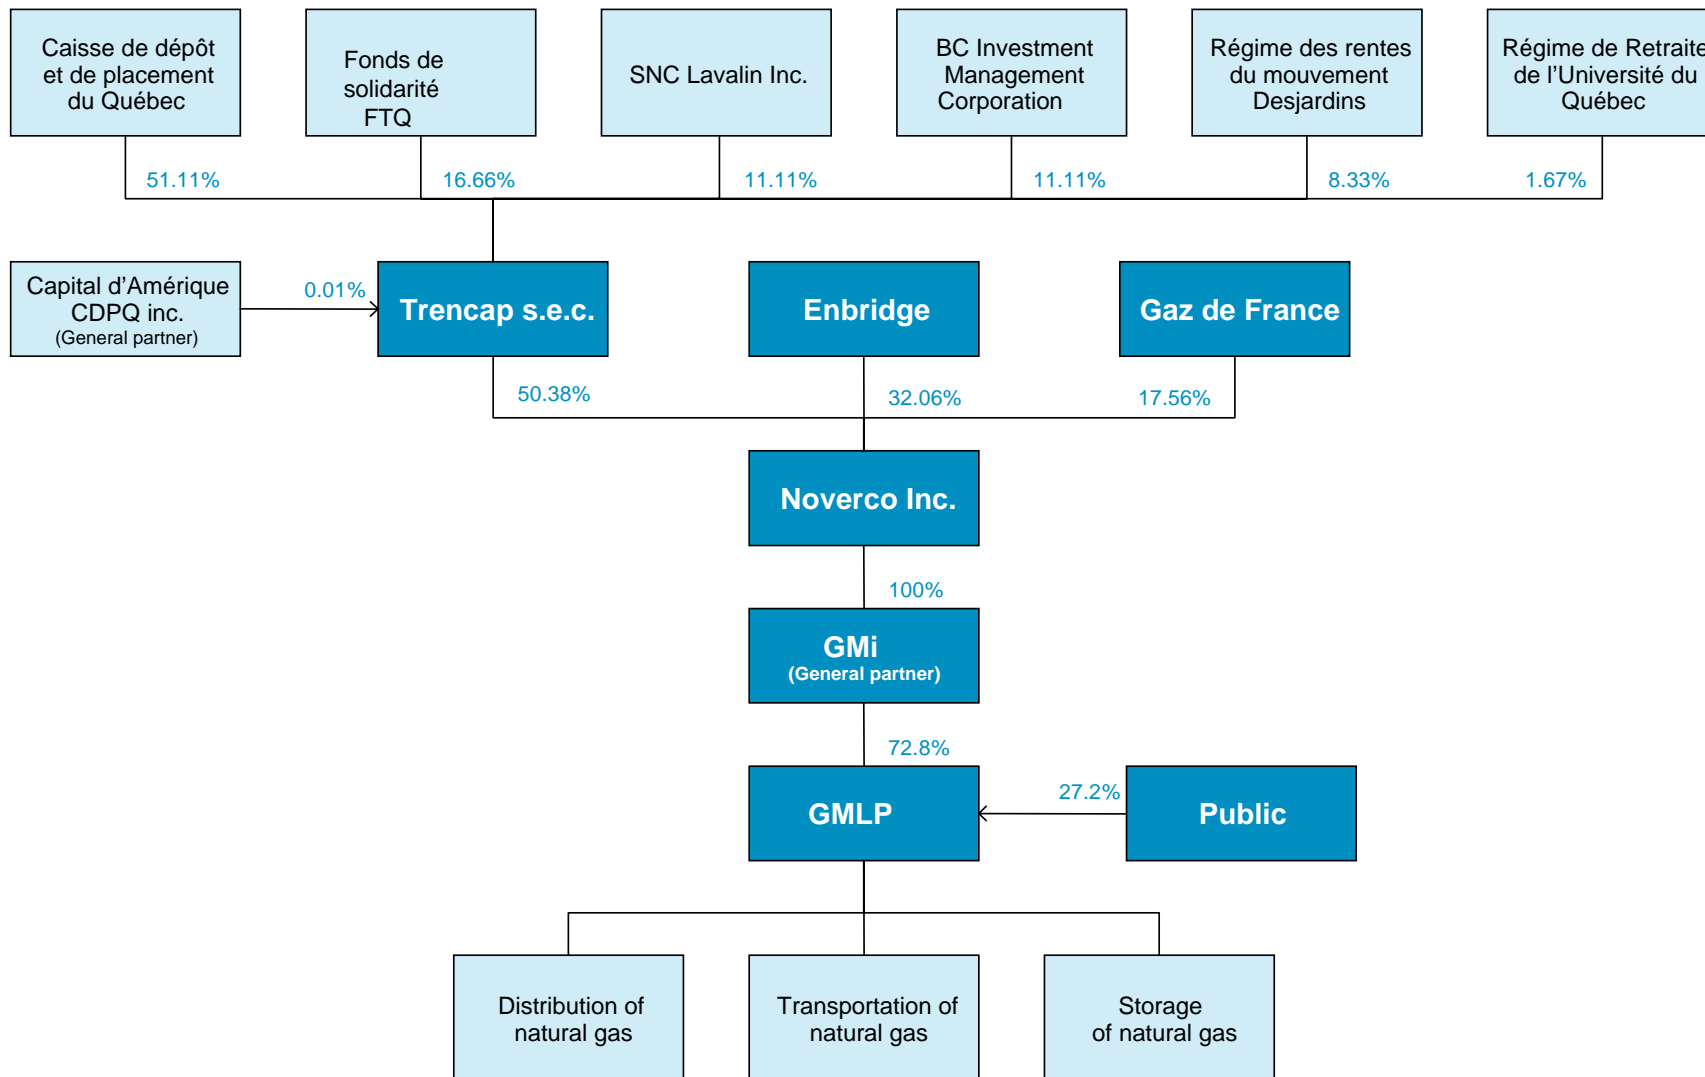 Caisse de dépôt
et de placement
du Québec
Fonds de
solidarité
FTQ
SNC Lavalin Inc.
BC Investment
Management
Corporation
Régime des rentes
du mouvement
Desjardins
Régime de Retraite
de l'Université du
Québec
51.11%
16.66%
11.11%
11.11%
8.33%
1.67%
Capital d'Amérique
CDPQ inc.
(General partner)
0.01%
Trencap s.e.c.
Enbridge
Gaz de France
50.38%
32.06%
17.56%
Noverco Inc.
100%
GMi
(General partner)
72.8%
GMLP
27.2%
Public
Distribution of
natural gas
Transportation of
natural gas
Storage
of natural gas